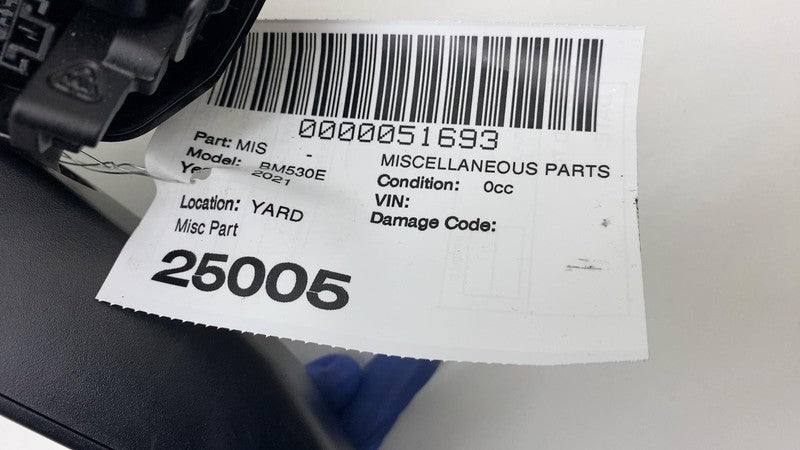 0000051693
Part: MIS - MISCELLANEOUS PARTS
Model: BM530E Condition: 0cc
2021 VIN:
Location: YARD Damage Code:
Misc Part
25005